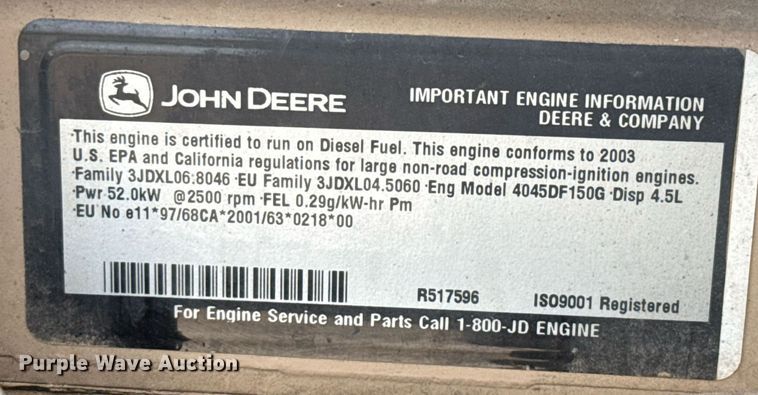 JOHN DEERE
IMPORTANT ENGINE INFORMATION
DEERE & COMPANY
·This engine is certified to run on Diesel Fuel. This engine conforms to 2003
U.S. EPA and California regulations for large non-road compression-ignition engines.
·Family 3JDXL06.8046 ·EU Family 3JDXL04.5060 ·Eng Model 4045DF150G ·Disp 4.5L
·Pwr 52.0kW @2500 rpm ·FEL 0.29g/kW-hr Pm
·EU No e11*97/68CA*2001/63*0218*00
R517596 ISO9001 Registered
For Engine Service and Parts Call 1-800-JD ENGINE
Purple Wave Auction